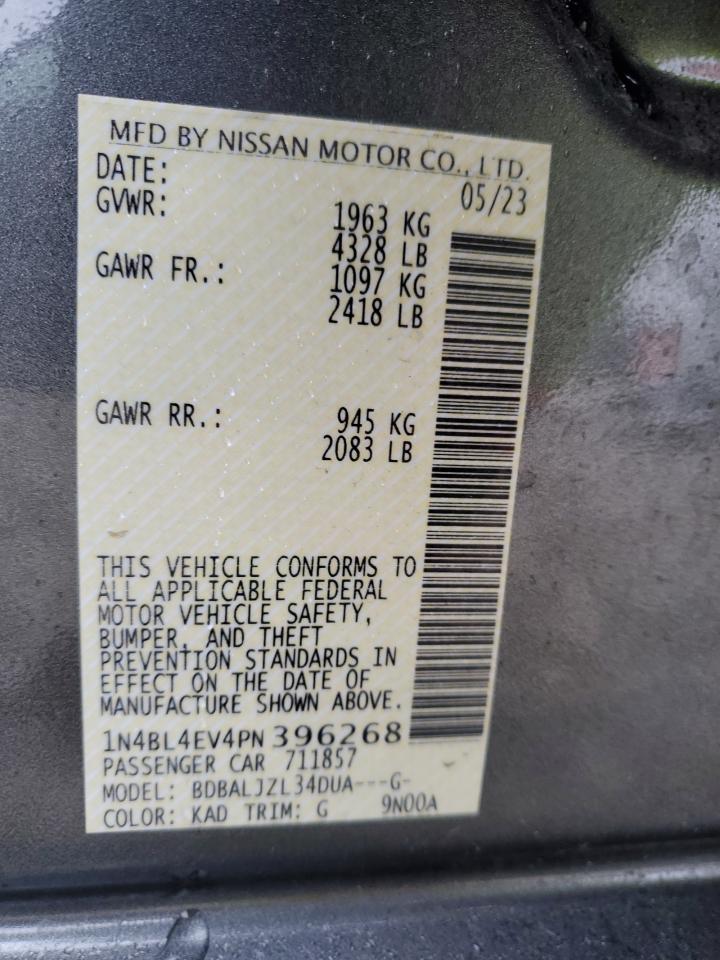 MFD BY NISSAN MOTOR CO., LTD.
DATE: 05/23
GVWR: 1963 KG
4328 LB
GAWR FR.: 1097 KG
2418 LB
GAWR RR.: 945 KG
2083 LB
THIS VEHICLE CONFORMS TO
ALL APPLICABLE FEDERAL
MOTOR VEHICLE SAFETY,
BUMPER, AND THEFT
PREVENTION STANDARDS IN
EFFECT ON THE DATE OF
MANUFACTURE SHOWN ABOVE.
1N4BL4EV4PN 396268
PASSENGER CAR 711857
MODEL: BDBALJZL34DUA---G-
COLOR: KAD TRIM: G 9N00A